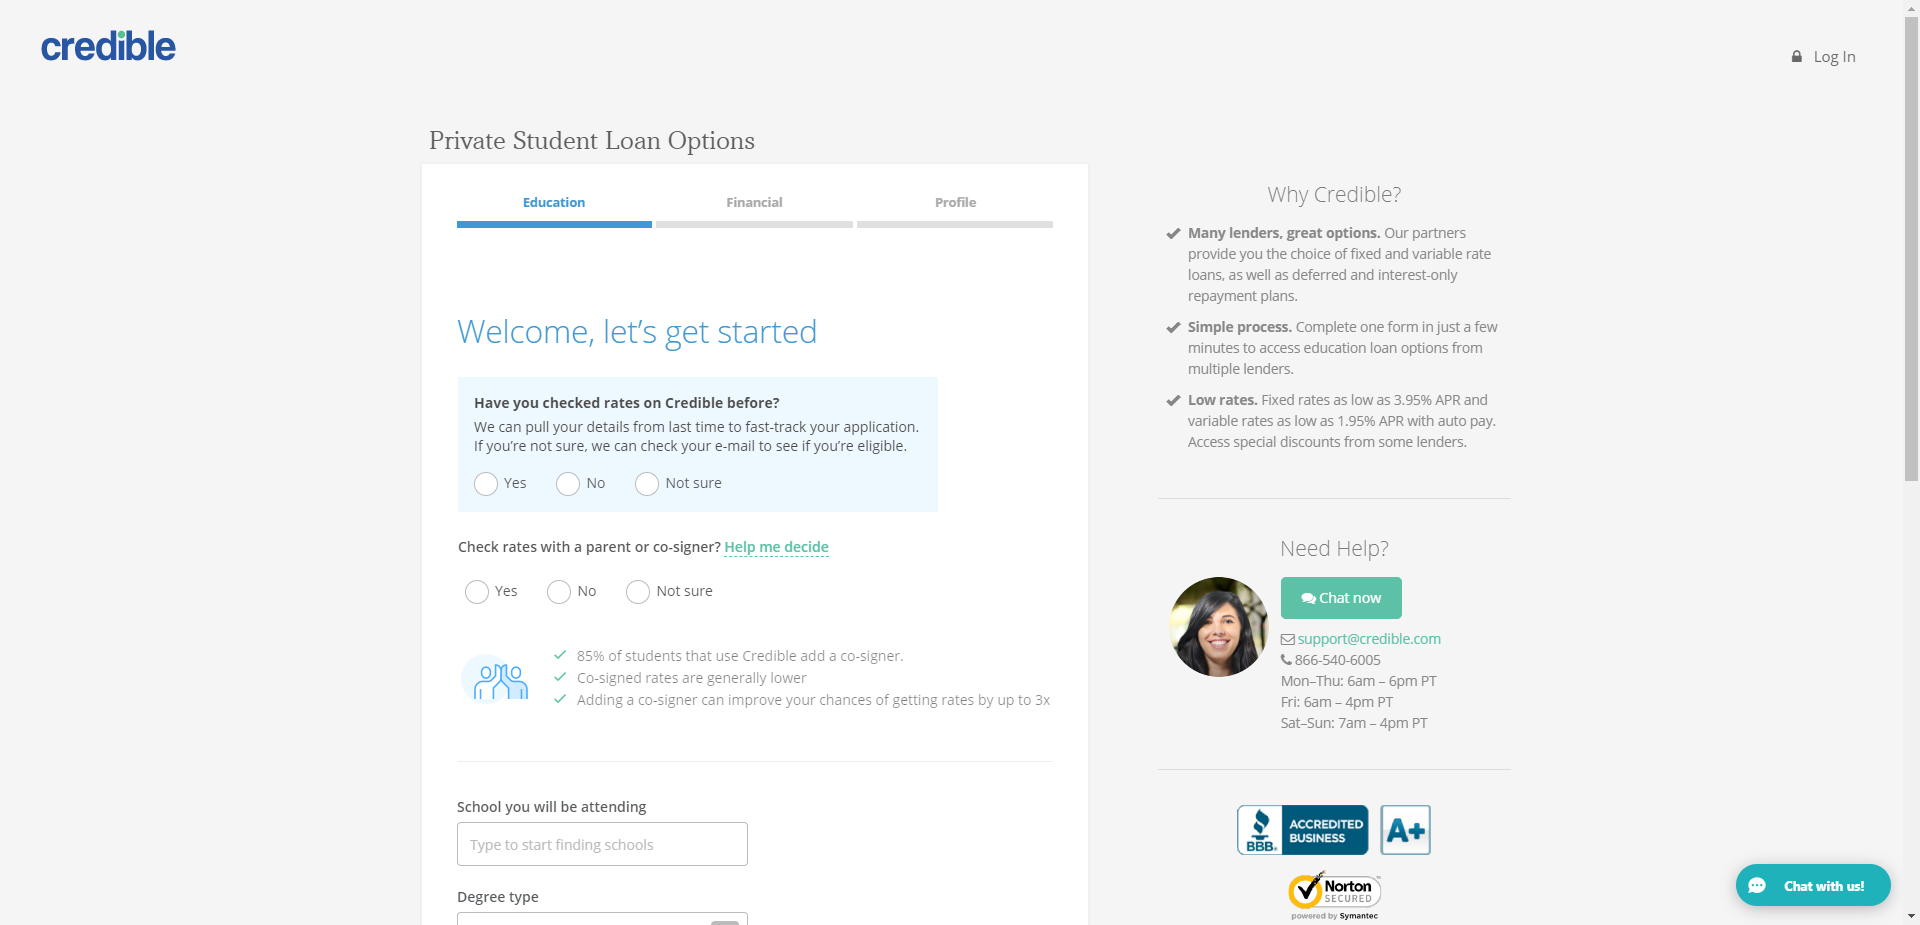 credible
Log In
Private Student Loan Options
Education
Financial
Profile
Welcome, let's get started
Have you checked rates on Credible before?
We can pull your details from last time to fast-track your application.
If you're not sure, we can check your e-mail to see if you're eligible.
Yes
No
Not sure
Check rates with a parent or co-signer? Help me decide
Yes
No
Not sure
85% of students that use Credible add a co-signer.
Co-signed rates are generally lower
Adding a co-signer can improve your chances of getting rates by up to 3x
School you will be attending
Type to start finding schools
Degree type
Why Credible?
Many lenders, great options. Our partners
provide you the choice of fixed and variable rate
loans, as well as deferred and interest-only
repayment plans.
Simple process. Complete one form in just a few
minutes to access education loan options from
multiple lenders.
Low rates. Fixed rates as low as 3.95% APR and
variable rates as low as 1.95% APR with auto pay.
Access special discounts from some lenders.
Need Help?
Chat now
support@credible.com
866-540-6005
Mon–Thu: 6am – 6pm PT
Fri: 6am – 4pm PT
Sat–Sun: 7am – 4pm PT
BBB.
ACCREDITED
BUSINESS
A+
Norton
SECURED
powered by Symantec
Chat with us!